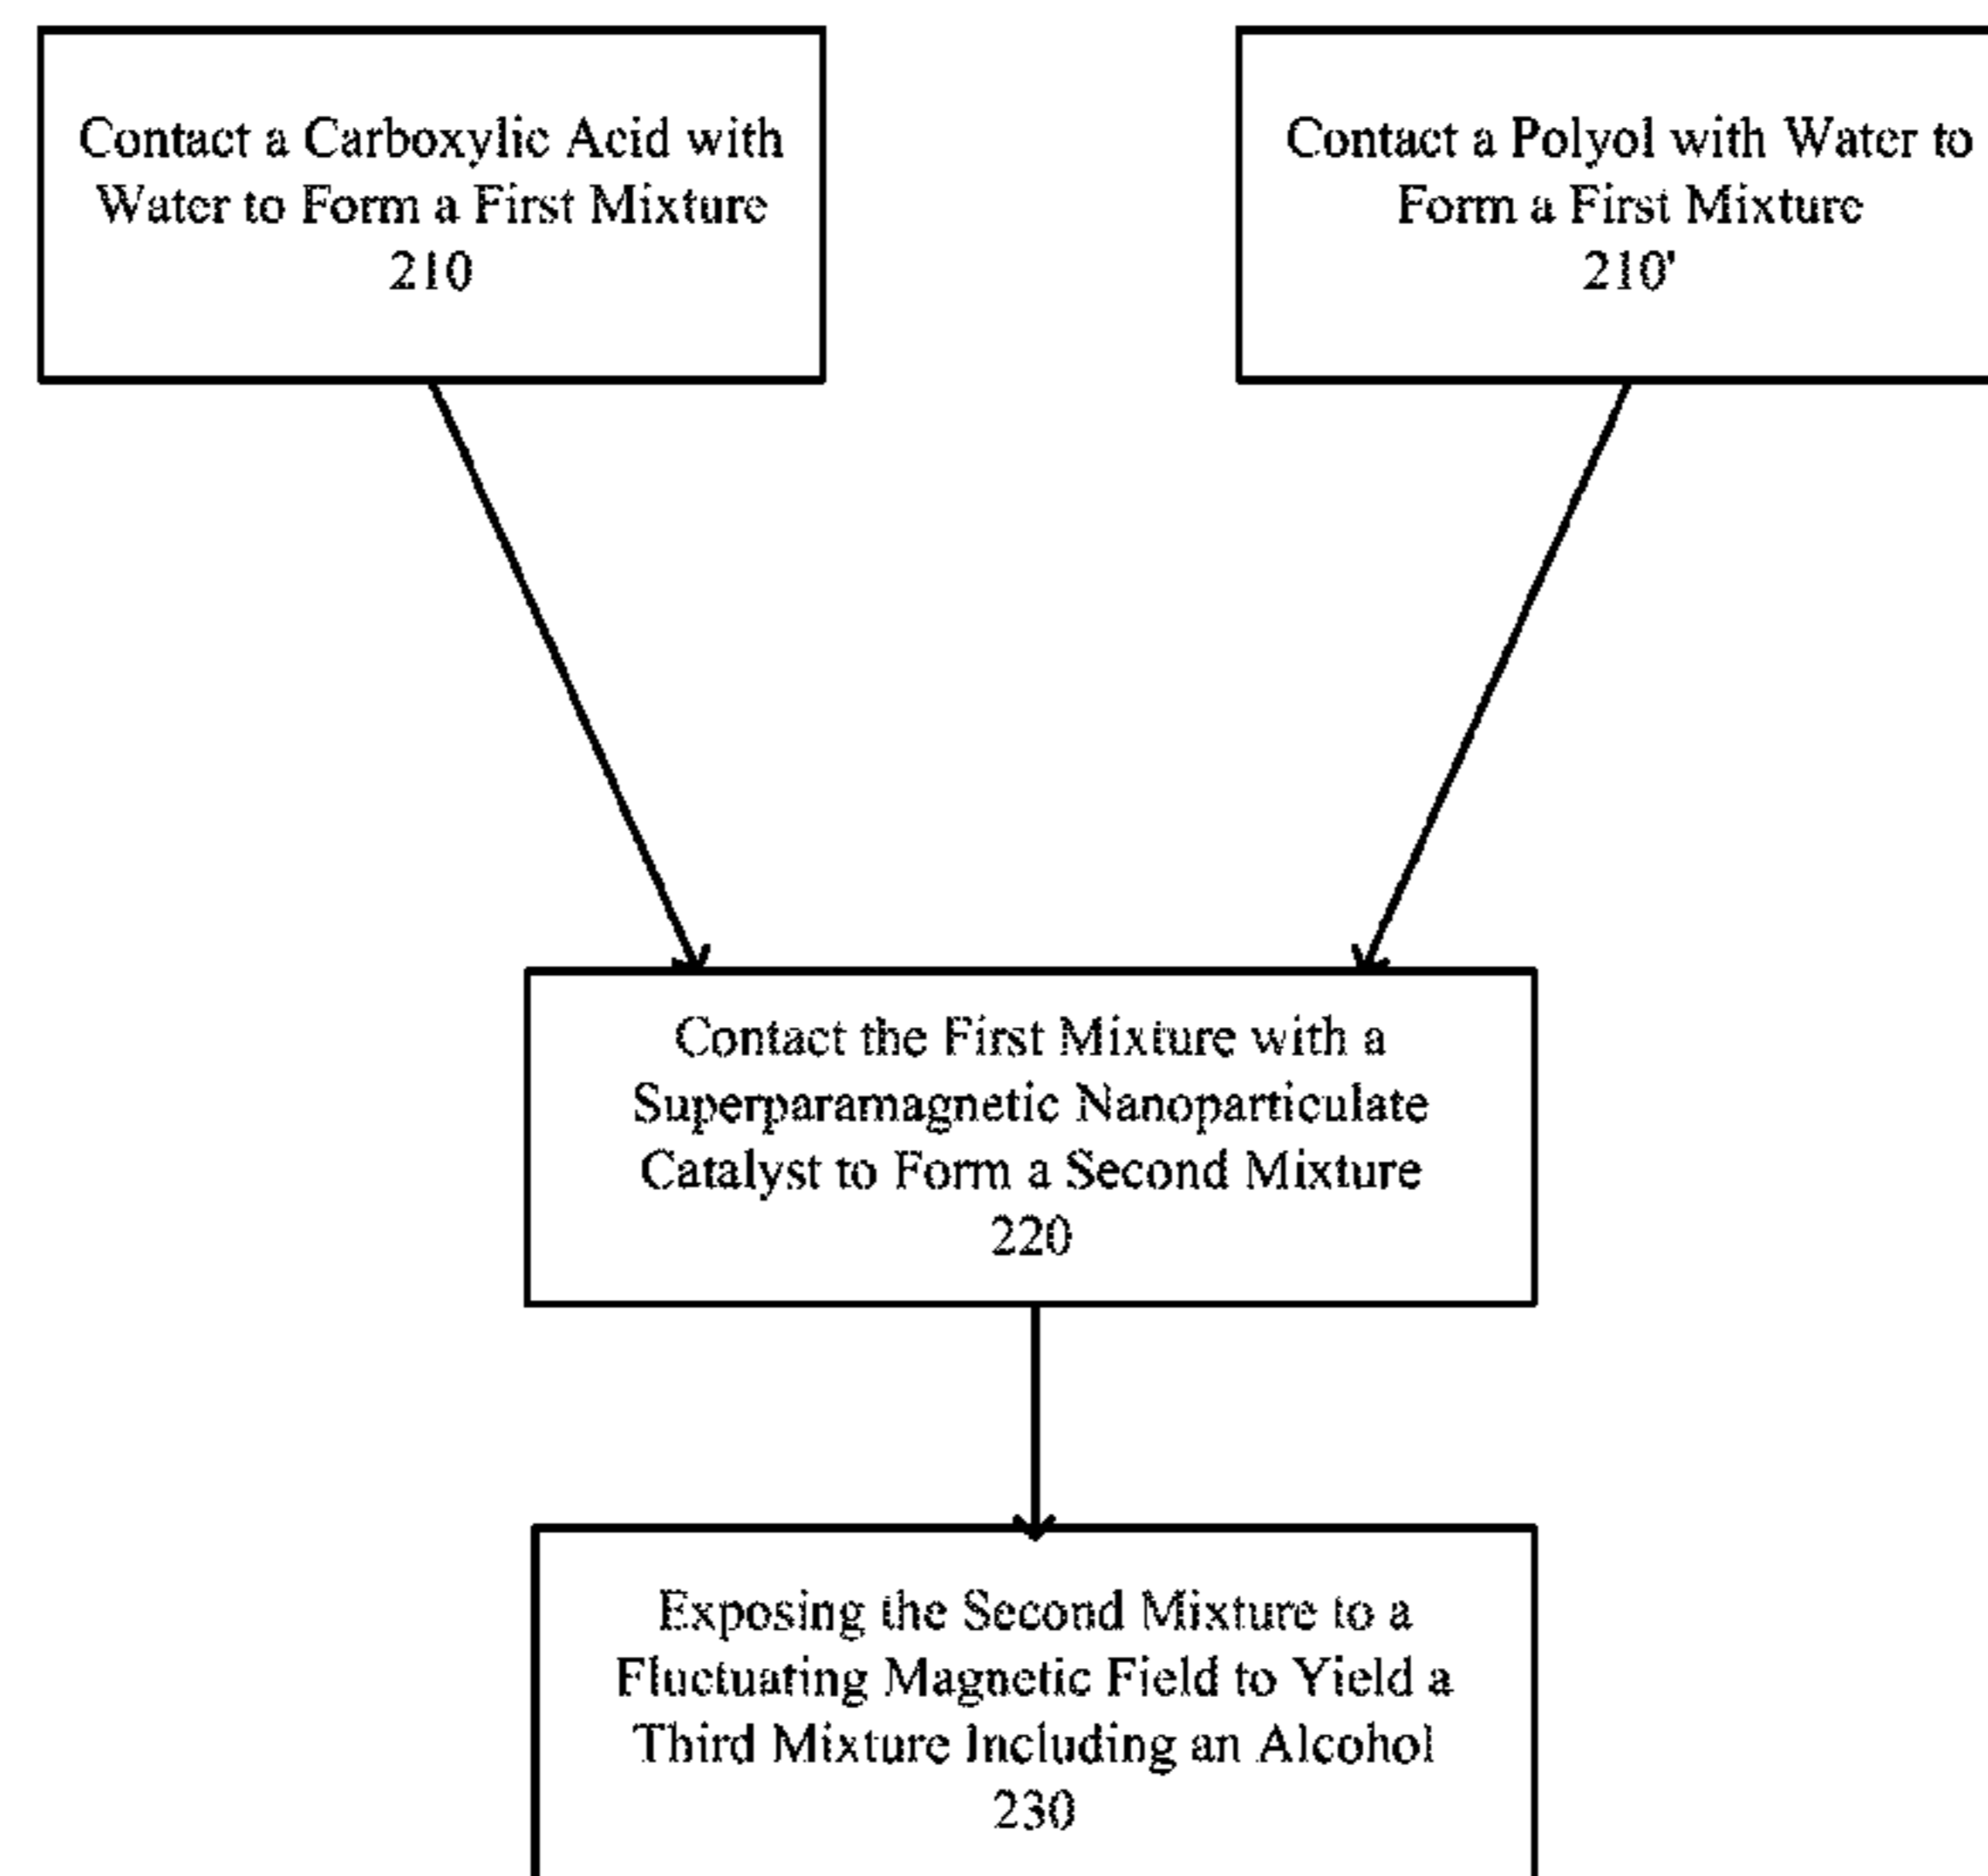 Contact a Carboxylic Acid with
Water to Form a First Mixture
210
Contact a Polyol with Water to
Form a First Mixture
210'
Contact the First Mixture with a
Superparamagnetic Nanoparticulate
Catalyst to Form a Second Mixture
220
Exposing the Second Mixture to a
Fluctuating Magnetic Field to Yield a
Third Mixture Including an Alcohol
230